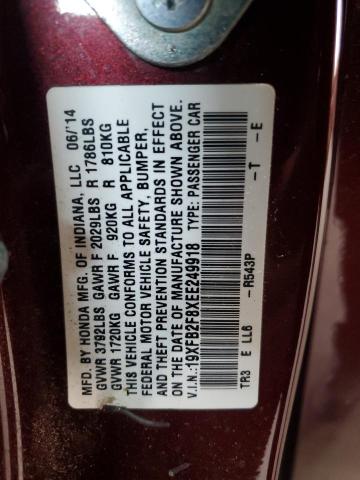 MFD. BY HONDA MFG. OF INDIANA, LLC 06/'14
GVWR 3792LBS GAWR F 2029LBS R 1786LBS
GVWR 1720KG GAWR F 920KG R 810KG
THIS VEHICLE CONFORMS TO ALL APPLICABLE
FEDERAL MOTOR VEHICLE SAFETY, BUMPER,
AND THEFT PREVENTION STANDARDS IN EFFECT
ON THE DATE OF MANUFACTURE SHOWN ABOVE.
V.I.N.:19XFB2F8XEE249918 TYPE: PASSENGER CAR
TR3 E LL6 -R543P -T -E